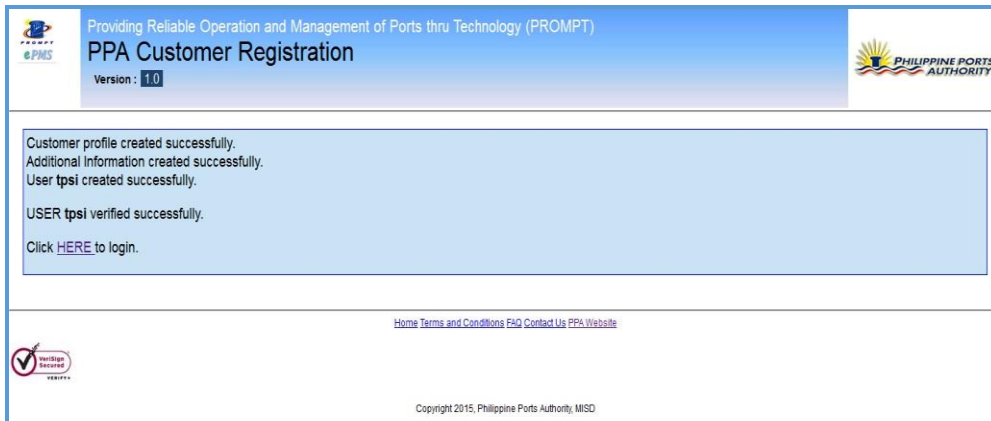 PROMPT
ePMS
Providing Reliable Operation and Management of Ports thru Technology (PROMPT)
PPA Customer Registration
Version : 1.0
PHILIPPINE PORTS
AUTHORITY
Customer profile created successfully.
Additional Information created successfully.
User tpsi created successfully.
USER tpsi verified successfully.
Click HERE to login.
Home Terms and Conditions FAQ Contact Us PPA Website
VeriSign
Secured
VERIFY
Copyright 2015, Philippine Ports Authority, MISD